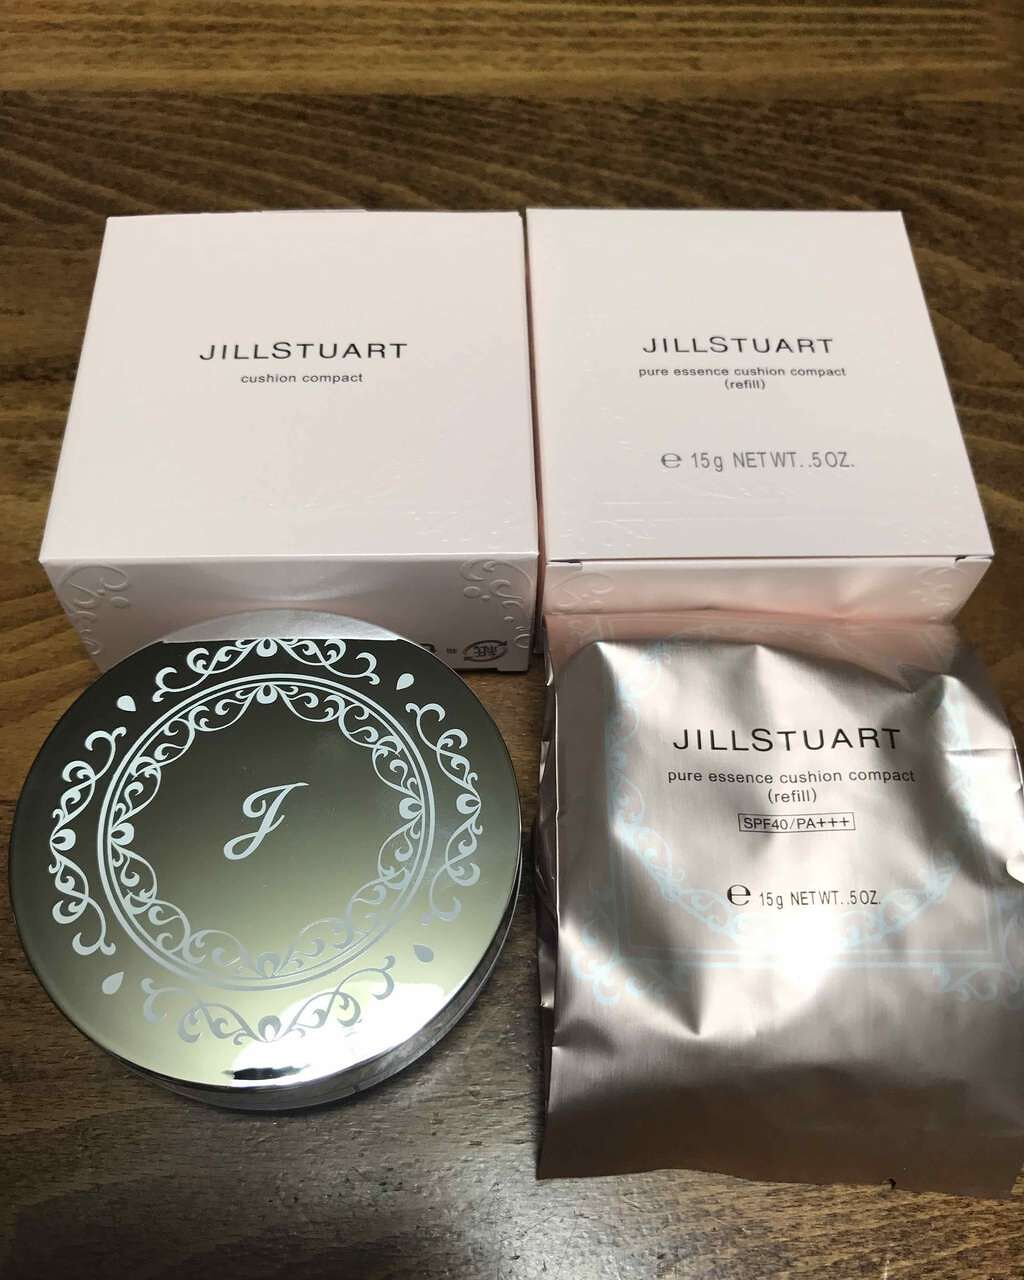 JILLSTUART
cushion compact
JILLSTUART
pure essence cushion compact
(refill)
℮ 15g NET WT. .5 OZ.
J
JILLSTUART
pure essence cushion compact
(refill)
SPF40/PA+++
℮ 15g NET WT. .5 OZ.